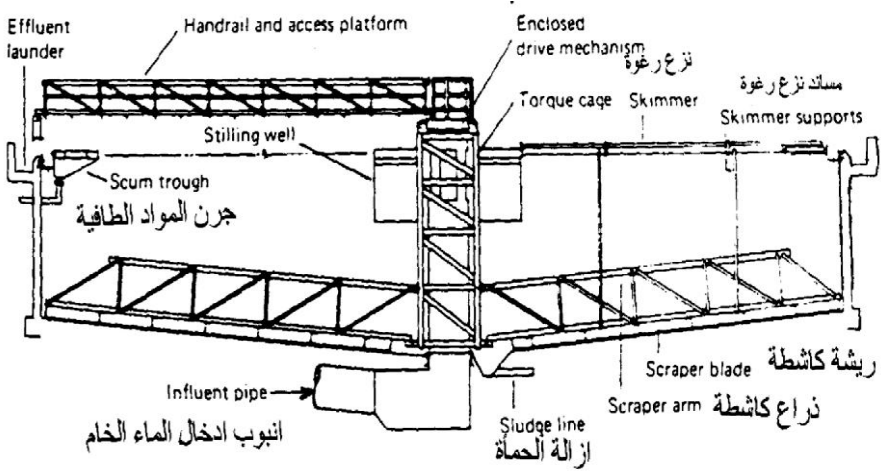 Effluent
launder
Handrail and access platform
Enclosed
drive mechanism
نزع رغوة
Torque cage
Skimmer
مساند نزع رغوة
Skimmer supports
Stilling well
Scum trough
جرن المواد الطافية
Influent pipe
انبوب ادخال الماء الخام
Sludge line
ازالة الحمأة
Scraper blade
ريشة كاشطة
Scraper arm
ذراع كاشطة